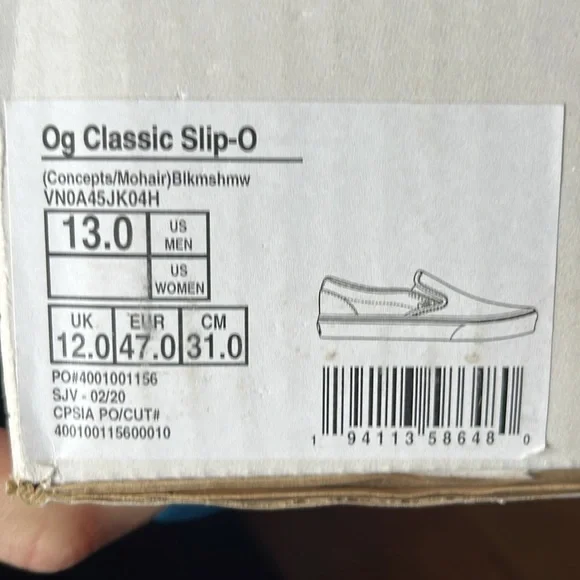 Og Classic Slip-O
(Concepts/Mohair)Blkmshmw
VN0A45JK04H
13.0 US MEN
US WOMEN
UK EUR CM
12.0 47.0 31.0
PO#4001001156
SJV - 02/20
CPSIA PO/CUT#
400100115600010
1 94113 58648 0